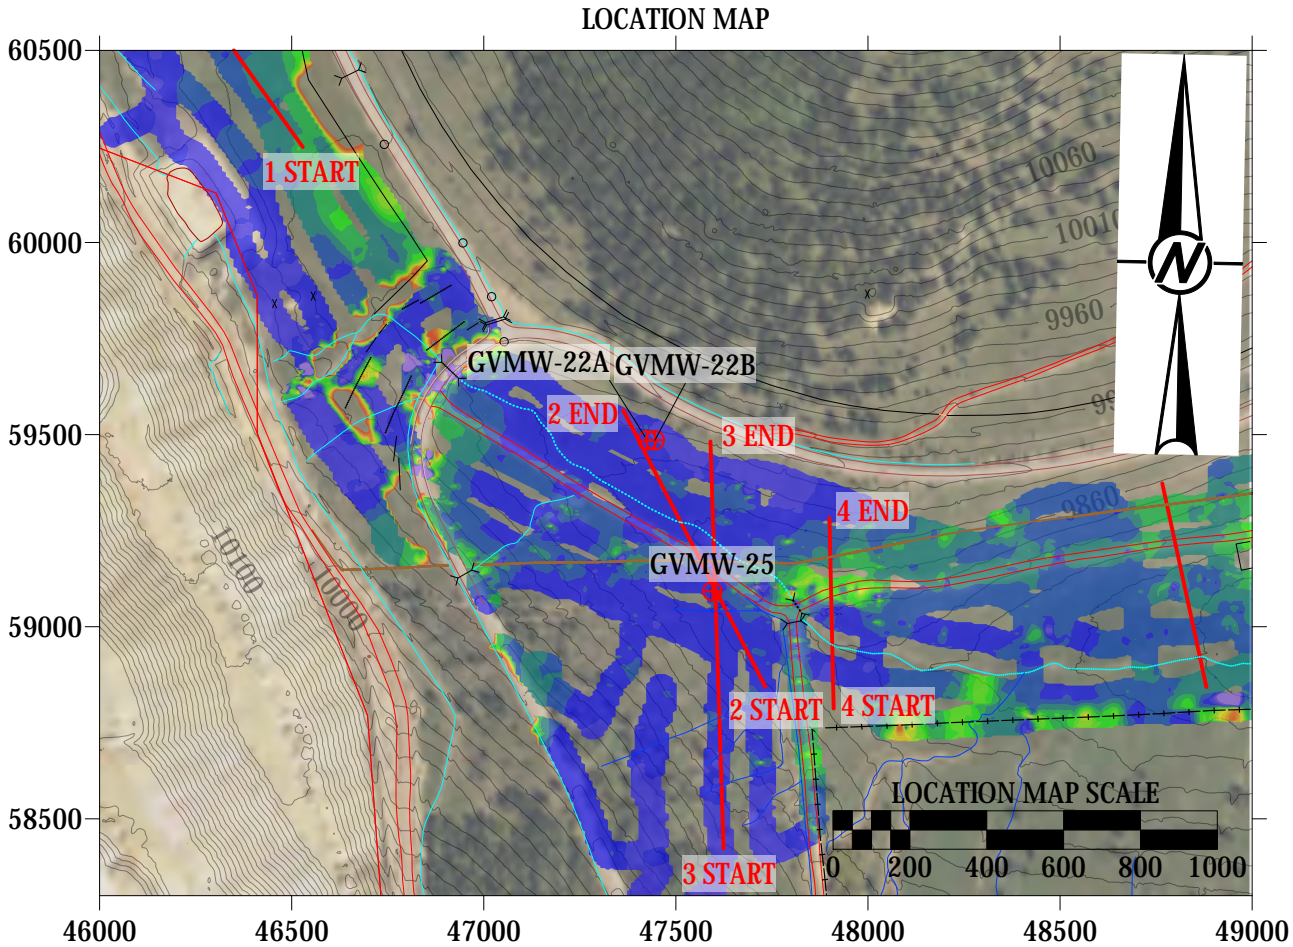 LOCATION MAP
60500
60000
59500
59000
58500
1 START
10060
10010
9960
GVMW-22A
GVMW-22B
2 END
3 END
4 END
9860
GVMW-25
10100
10000
2 START
4 START
3 START
N
LOCATION MAP SCALE
0 200 400 600 800 1000
46000 46500 47000 47500 48000 48500 49000